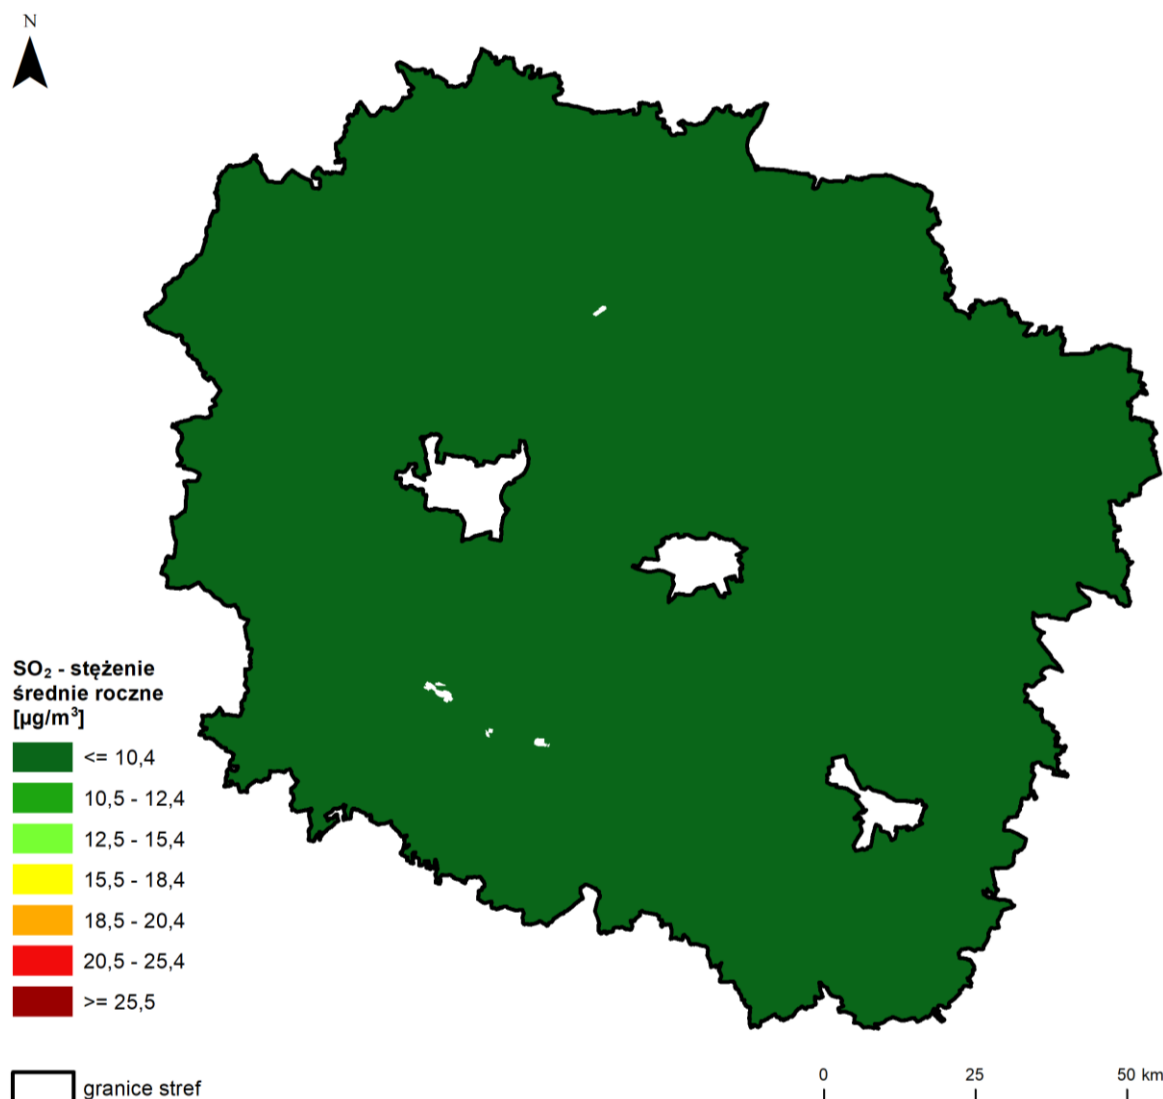 N
SO₂ - stężenie
średnie roczne
[µg/m³]
<= 10,4
10,5 - 12,4
12,5 - 15,4
15,5 - 18,4
18,5 - 20,4
20,5 - 25,4
>= 25,5
granice stref
0 25 50 km